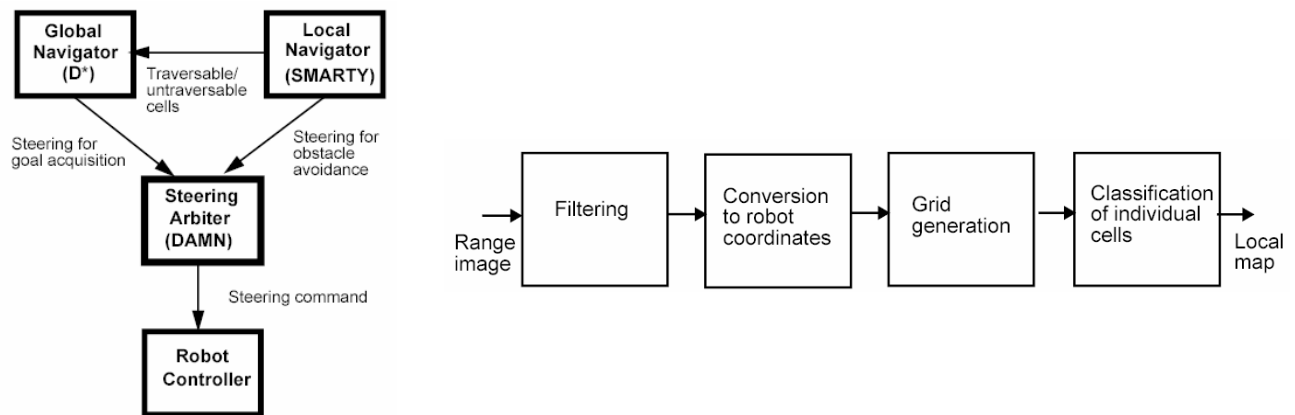 Global
Navigator
(D*)
Local
Navigator
(SMARTY)
Traversable/
untraversable
cells
Steering for
goal acquisition
Steering for
obstacle
avoidance
Steering
Arbiter
(DAMN)
Steering command
Robot
Controller
Range
image
Filtering
Conversion
to robot
coordinates
Grid
generation
Classification
of individual
cells
Local
map